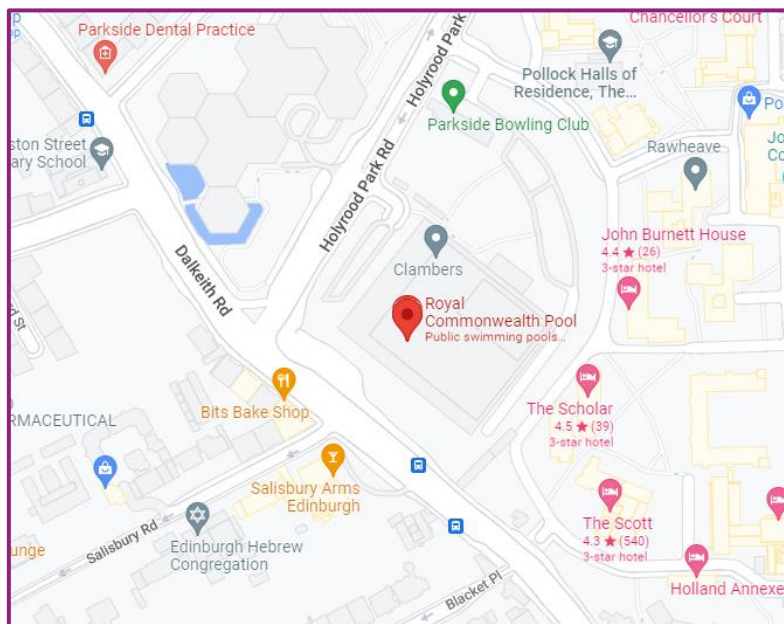 Chancellor's Court
Parkside Dental Practice
Pollock Halls of
Residence, The...
Holyrood Park
Parkside Bowling Club
Rawheave
ston Street
ary School
Holyrood Park Rd
John Burnett House
4.4 ★ (26)
3-star hotel
Clambers
Dalkeith Rd
Royal
Commonwealth Pool
Public swimming pools...
Bits Bake Shop
The Scholar
4.5 ★ (39)
3-star hotel
RMACEUTICAL
Salisbury Arms
Edinburgh
The Scott
4.3 ★ (540)
3-star hotel
Salisbury Rd
Edinburgh Hebrew
Congregation
unge
Blacket Pl
Holland Annexe